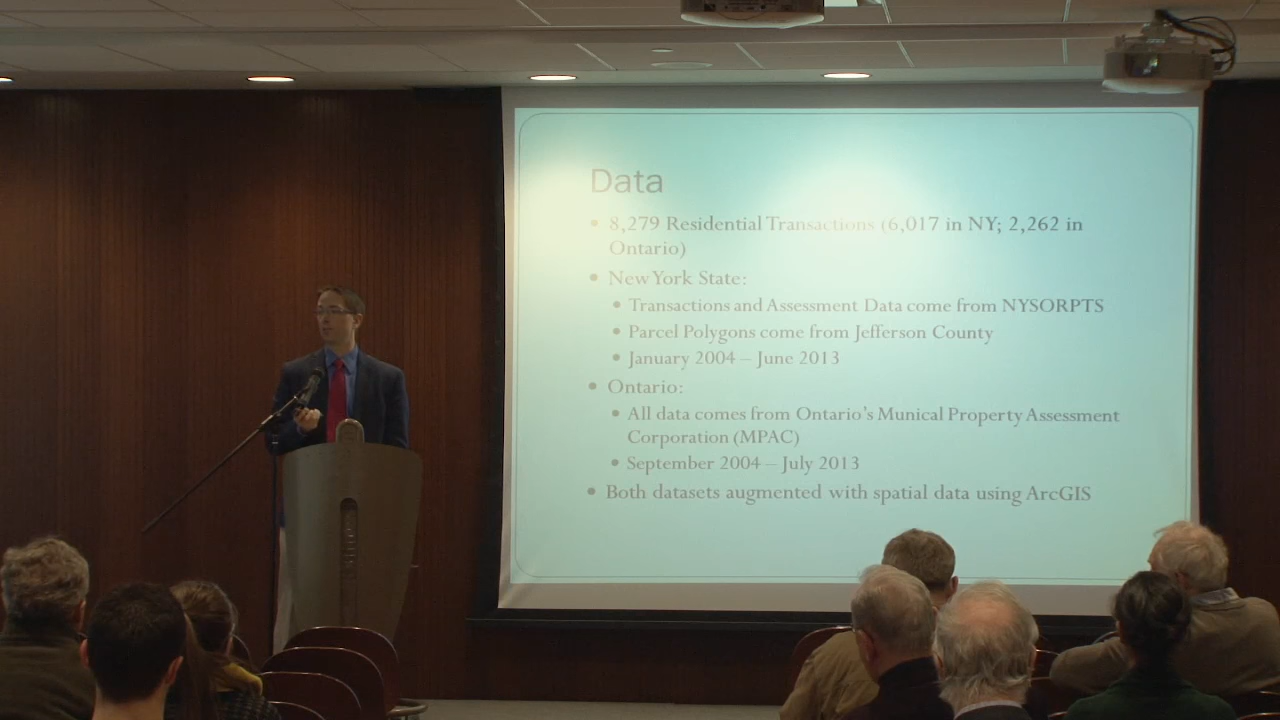 Data
8,279 Residential Transactions (6,017 in NY; 2,262 in
Ontario)
New York State:
Transactions and Assessment Data come from NYSORPTS
Parcel Polygons come from Jefferson County
January 2004 – June 2013
Ontario:
All data comes from Ontario's Munical Property Assessment
Corporation (MPAC)
September 2004 – July 2013
Both datasets augmented with spatial data using ArcGIS